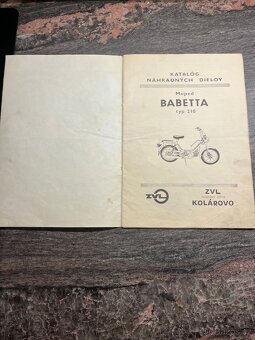 KATALÓG
NÁHRADNÝCH DIELOV
Moped
BABETTA
typ 210
ZVL
ZVL
KOLÁROVO